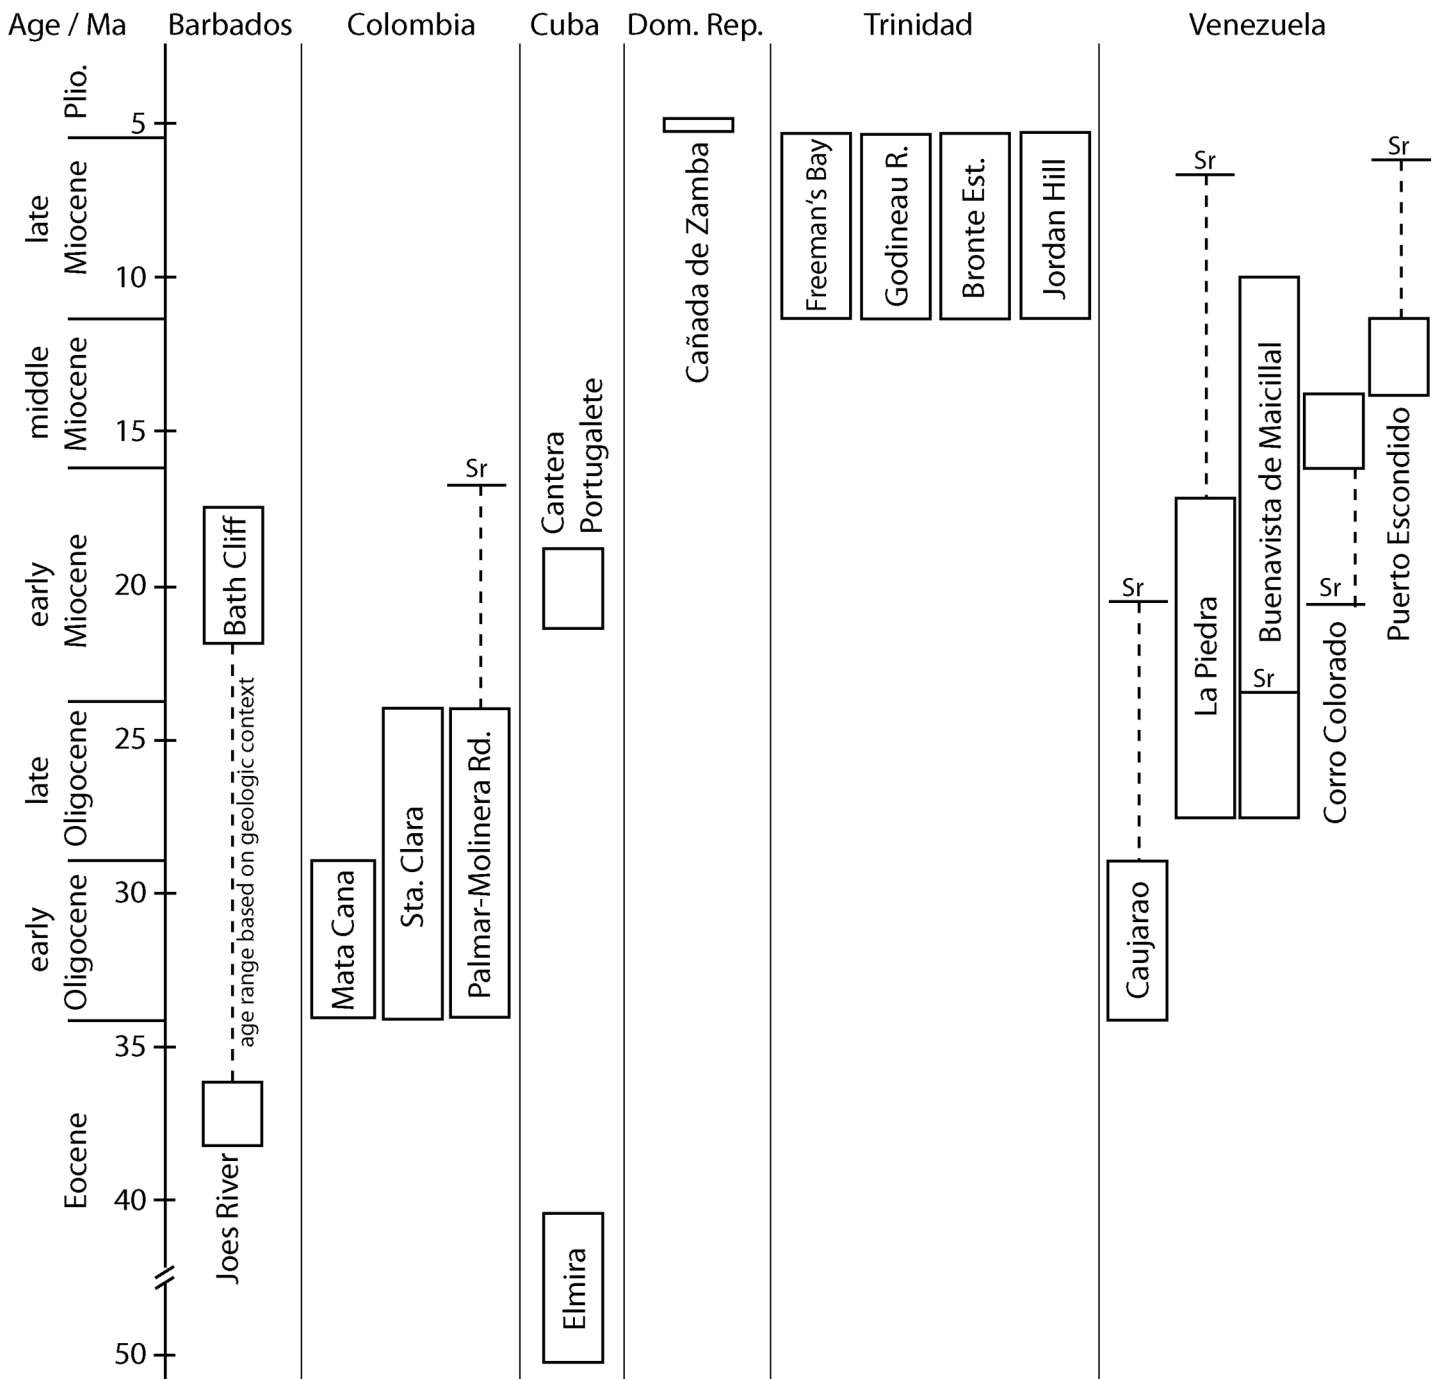 Age / Ma
Barbados
Colombia
Cuba
Dom. Rep.
Trinidad
Venezuela
Plio.
late
Miocene
middle
Miocene
early
Miocene
late
Oligocene
early
Oligocene
Eocene
5
10
15
20
25
30
35
40
50
Bath Cliff
age range based on geologic context
Joes River
Mata Cana
Sta. Clara
Sr
Palmar-Molinera Rd.
Cantera
Portugalete
Elmira
Cañada de Zamba
Freeman‘s Bay
Godineau R.
Bronte Est.
Jordan Hill
Sr
Caujarao
Sr
La Piedra
Buenavista de Maicillal
Sr
Sr
Corro Colorado
Sr
Puerto Escondido